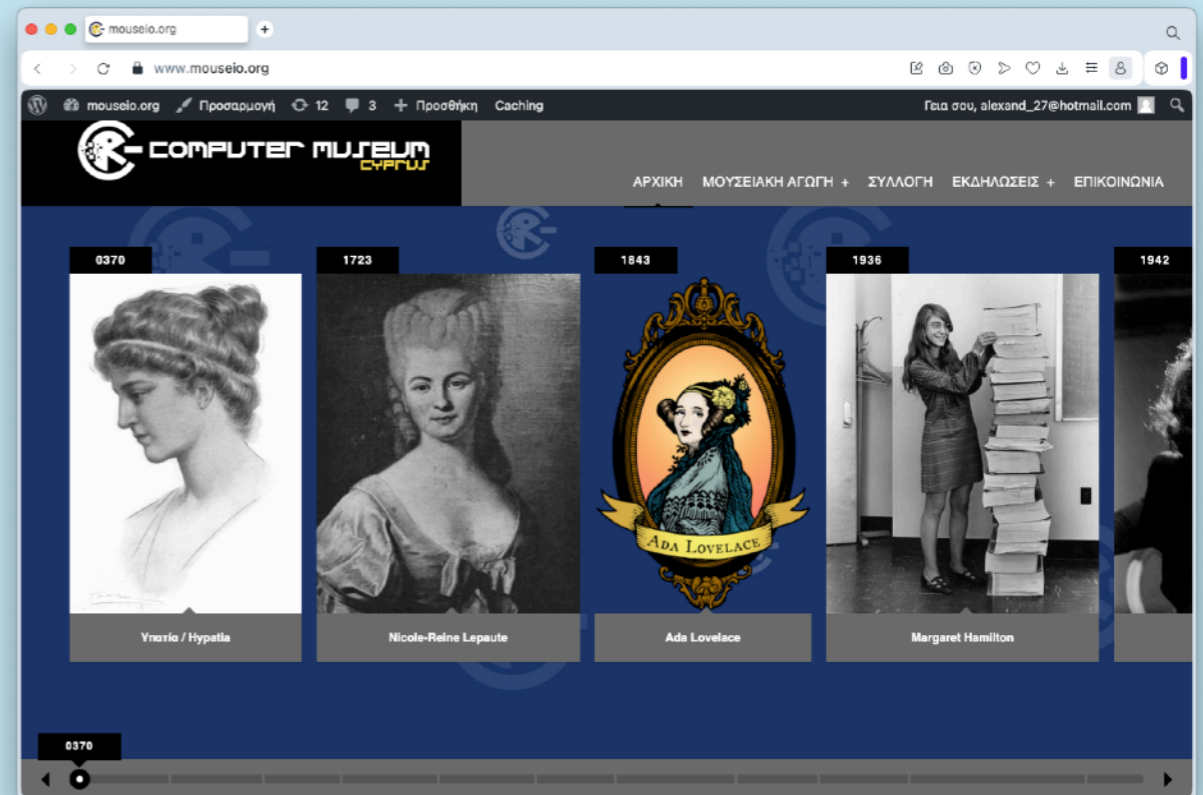 mouseio.org
www.mouseio.org
mouseio.org Προσαρμογή 12 3 Προσθήκη Caching Γεια σου, alexand_27@hotmail.com
COMPUTER MUSEUM
CYPRUS
ΑΡΧΙΚΗ ΜΟΥΣΕΙΑΚΗ ΑΓΩΓΗ + ΣΥΛΛΟΓΗ ΕΚΔΗΛΩΣΕΙΣ + ΕΠΙΚΟΙΝΩΝΙΑ
0370 1723 1843 1936 1942
ADA LOVELACE
Υπατία / Hypatia Nicole-Reine Lepaute Ada Lovelace Margaret Hamilton
0370